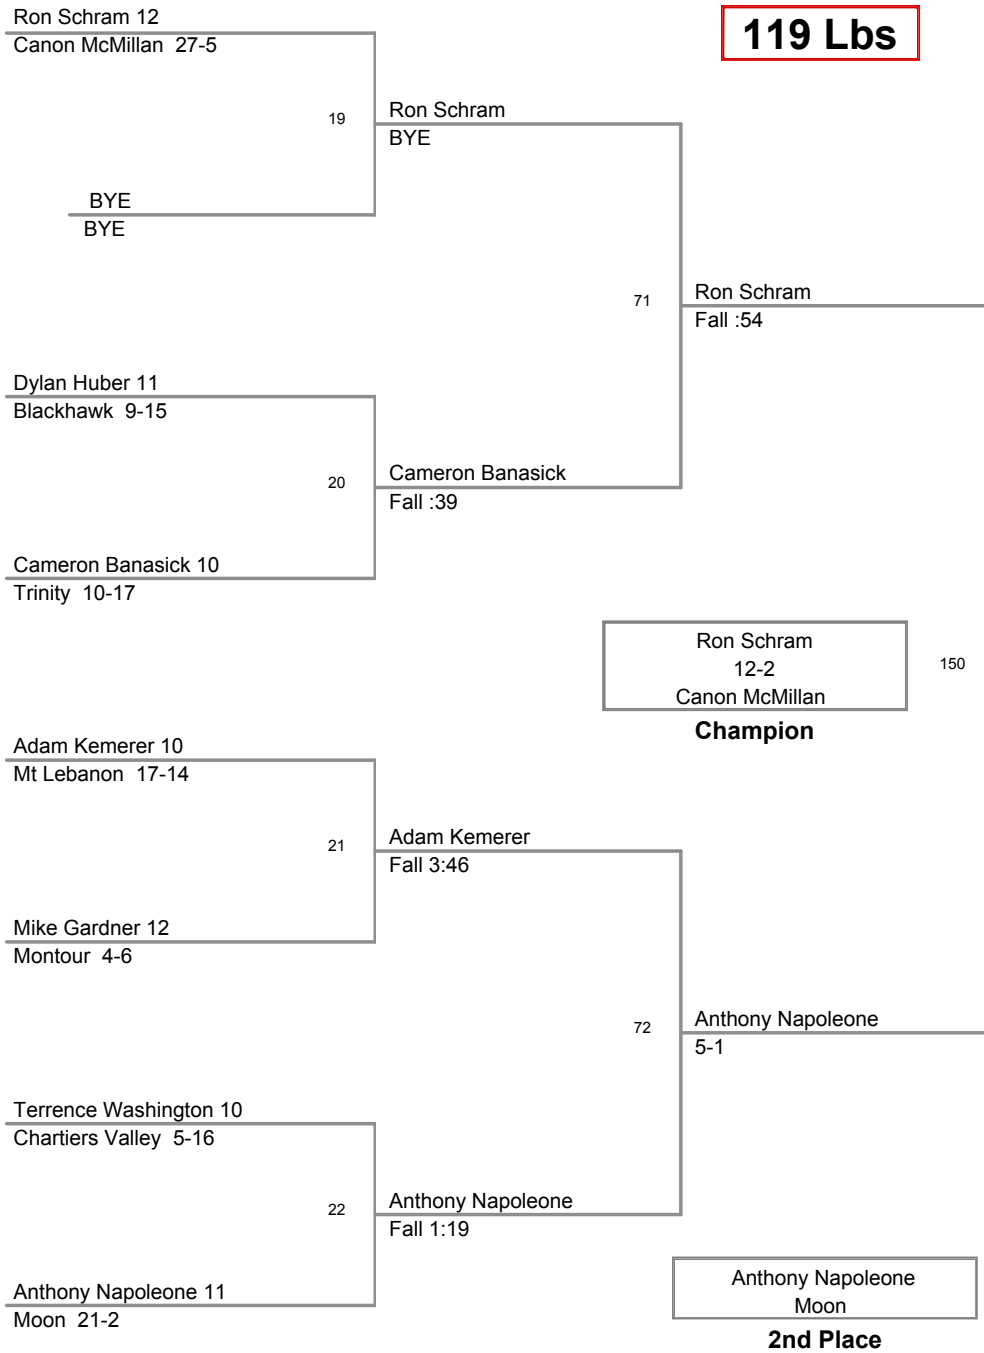 Ron Schram 12
Canon McMillan 27-5
119 Lbs
19
Ron Schram
BYE
BYE
BYE
71
Ron Schram
Fall :54
Dylan Huber 11
Blackhawk 9-15
20
Cameron Banasick
Fall :39
Cameron Banasick 10
Trinity 10-17
Ron Schram
12-2
Canon McMillan
150
Champion
Adam Kemerer 10
Mt Lebanon 17-14
21
Adam Kemerer
Fall 3:46
Mike Gardner 12
Montour 4-6
72
Anthony Napoleone
5-1
Terrence Washington 10
Chartiers Valley 5-16
22
Anthony Napoleone
Fall 1:19
Anthony Napoleone 11
Moon 21-2
Anthony Napoleone
Moon
2nd Place